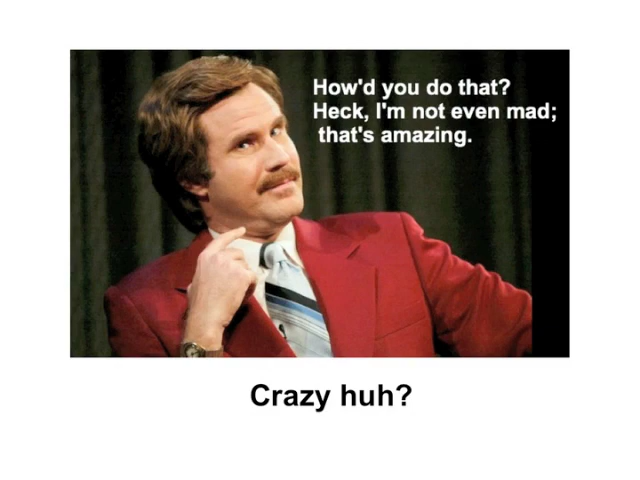 How'd you do that?
Heck, I'm not even mad;
that's amazing.
Crazy huh?